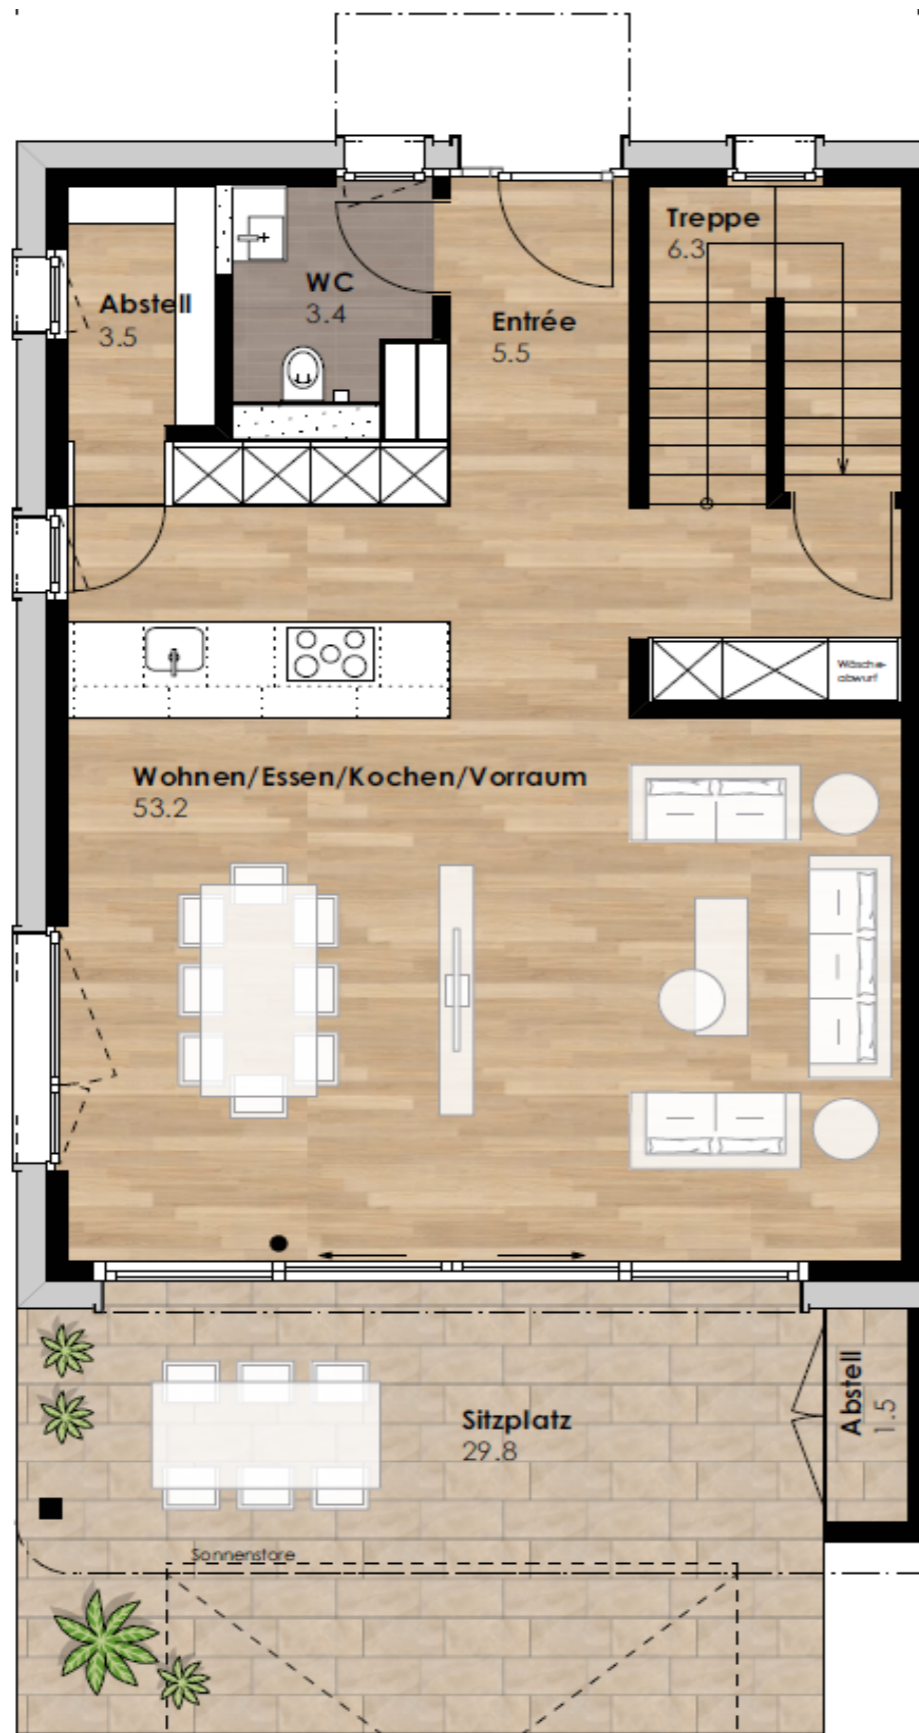 Treppe
6.3
WC
3.4
Abstell
3.5
Entrée
5.5
Wäsche-
abwurf
Wohnen/Essen/Kochen/Vorraum
53.2
Sitzplatz
29.8
Abstell
1.5
Sonnenstore